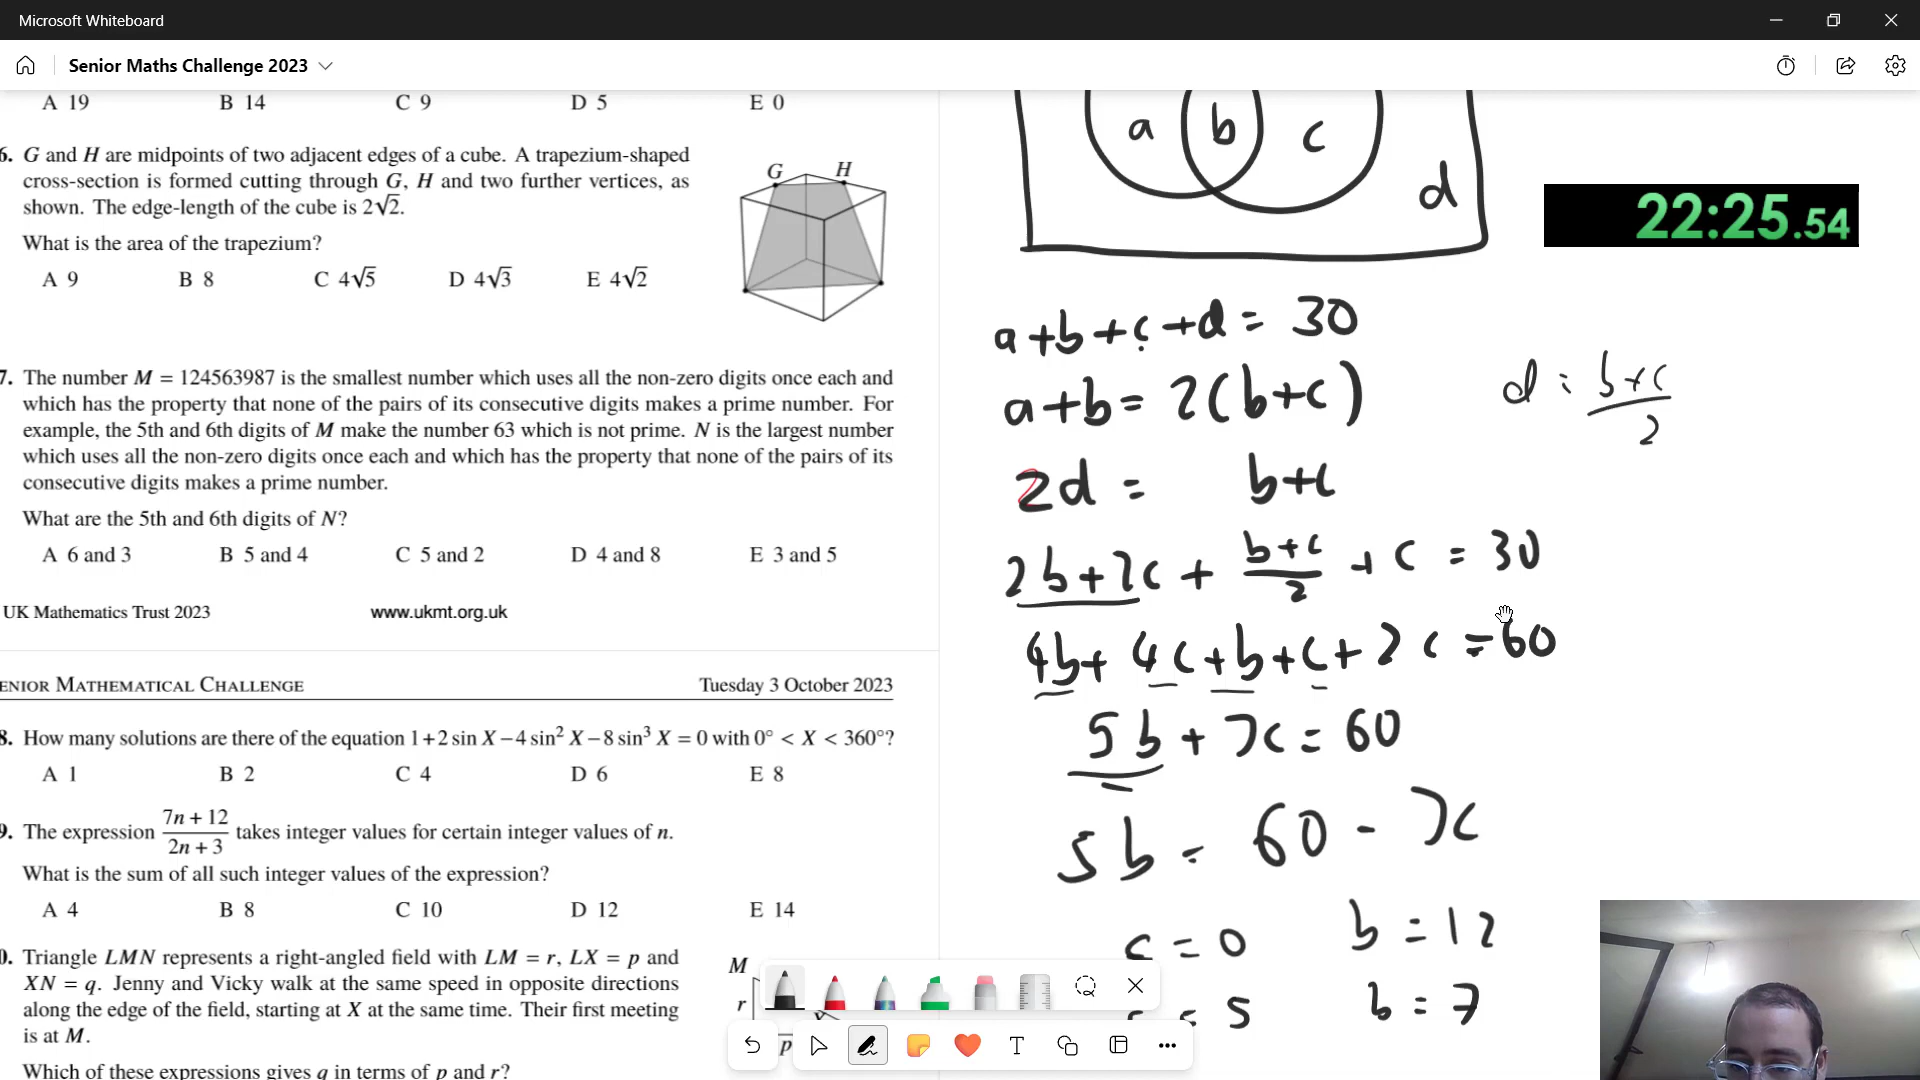 Microsoft Whiteboard
Senior Maths Challenge 2023
A 19 B 14 C 9 D 5 E 0
6. G and H are midpoints of two adjacent edges of a cube. A trapezium-shaped
cross-section is formed cutting through G, H and two further vertices, as
shown. The edge-length of the cube is 2√2.
What is the area of the trapezium?
A 9 B 8 C 4√5 D 4√3 E 4√2
G H
7. The number M = 124563987 is the smallest number which uses all the non-zero digits once each and
which has the property that none of the pairs of its consecutive digits makes a prime number. For
example, the 5th and 6th digits of M make the number 63 which is not prime. N is the largest number
which uses all the non-zero digits once each and which has the property that none of the pairs of its
consecutive digits makes a prime number.
What are the 5th and 6th digits of N?
A 6 and 3 B 5 and 4 C 5 and 2 D 4 and 8 E 3 and 5
UK Mathematics Trust 2023 www.ukmt.org.uk
ENIOR MATHEMATICAL CHALLENGE Tuesday 3 October 2023
8. How many solutions are there of the equation 1+2 sin X−4 sin² X−8 sin³ X = 0 with 0° < X < 360°?
A 1 B 2 C 4 D 6 E 8
9. The expression (7n + 12)/(2n + 3) takes integer values for certain integer values of n.
What is the sum of all such integer values of the expression?
A 4 B 8 C 10 D 12 E 14
0. Triangle LMN represents a right-angled field with LM = r, LX = p and
XN = q. Jenny and Vicky walk at the same speed in opposite directions
along the edge of the field, starting at X at the same time. Their first meeting
is at M.
Which of these expressions gives q in terms of p and r?
M
r
p
a b c
d
22:25.54
a+b+c+d = 30
a+b = 2(b+c)
d = (b+c)/2
2d = b+c
2b+2c + (b+c)/2 + c = 30
4b+ 4c+b+c+2c =60
5b + 7c = 60
5b = 60 - 7c
c = 0 b = 12
= 5 b = 7